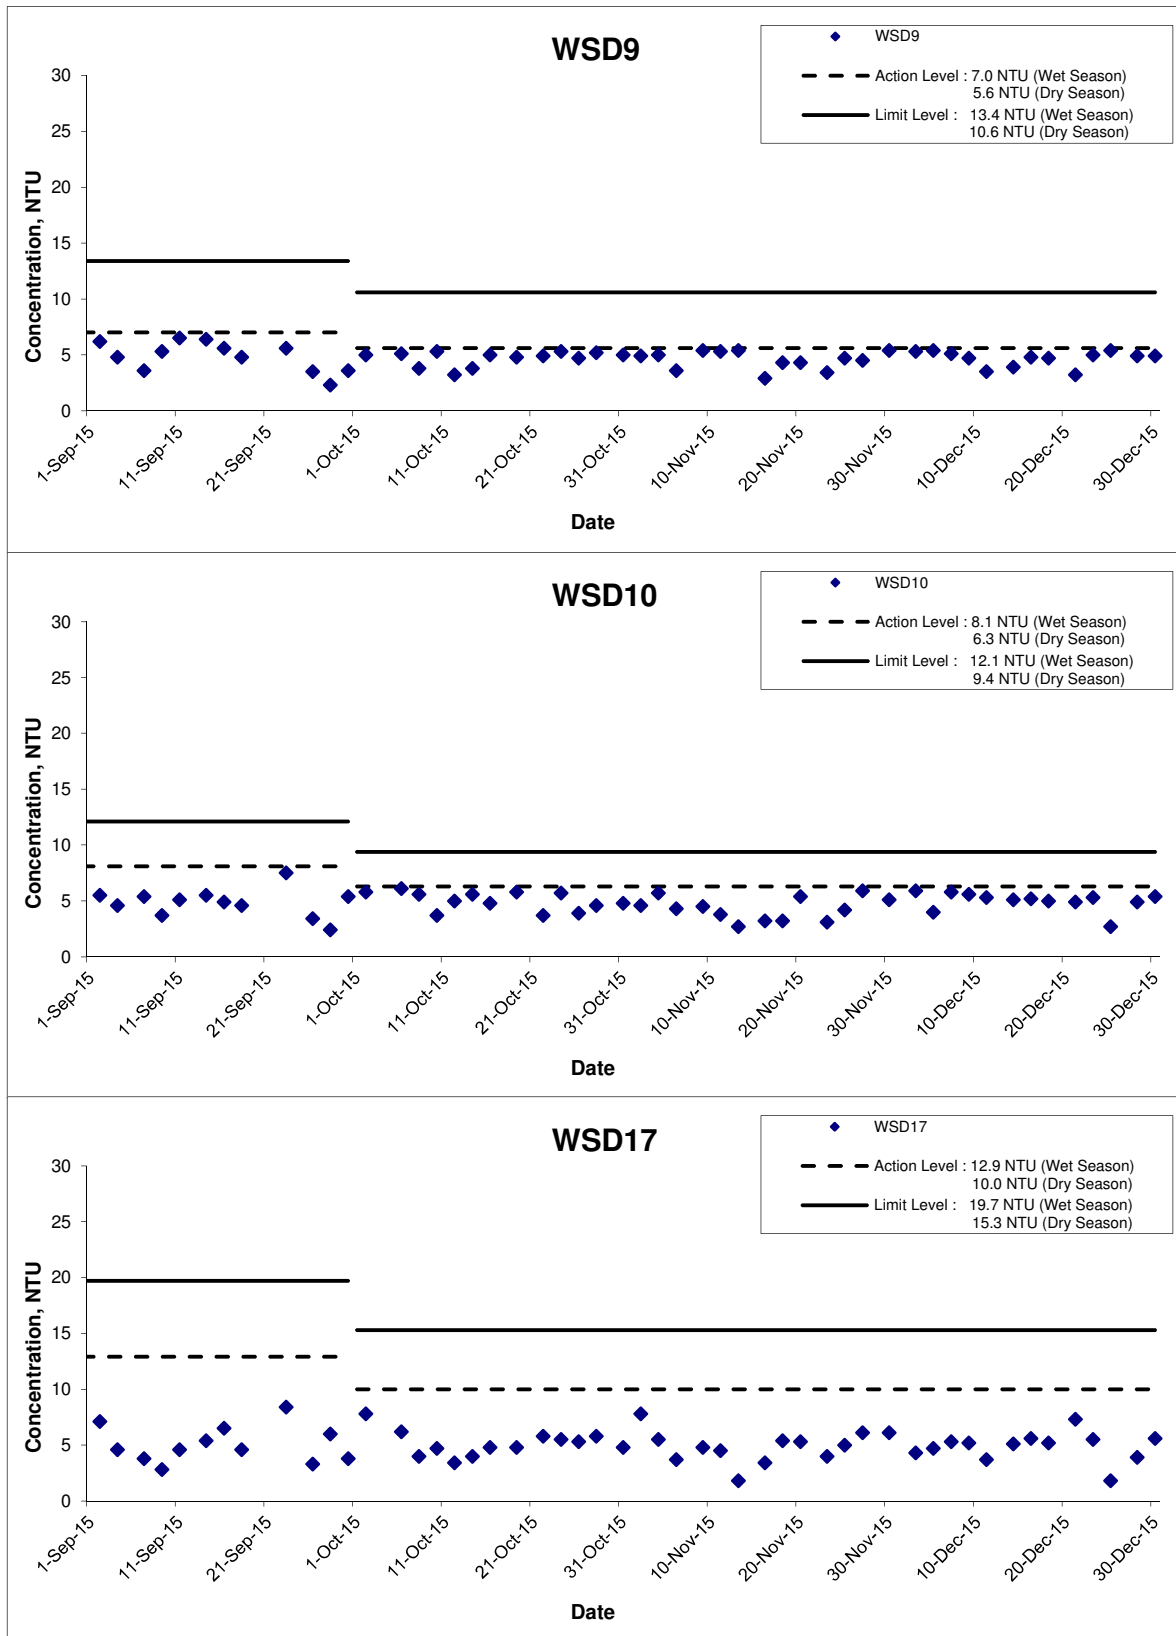 WSD9
WSD9
Action Level : 7.0 NTU (Wet Season)
5.6 NTU (Dry Season)
Limit Level : 13.4 NTU (Wet Season)
10.6 NTU (Dry Season)
Concentration, NTU
30
25
20
15
10
5
0
1-Sep-15
11-Sep-15
21-Sep-15
1-Oct-15
11-Oct-15
21-Oct-15
31-Oct-15
10-Nov-15
20-Nov-15
30-Nov-15
10-Dec-15
20-Dec-15
30-Dec-15
Date
WSD10
WSD10
Action Level : 8.1 NTU (Wet Season)
6.3 NTU (Dry Season)
Limit Level : 12.1 NTU (Wet Season)
9.4 NTU (Dry Season)
Concentration, NTU
30
25
20
15
10
5
0
1-Sep-15
11-Sep-15
21-Sep-15
1-Oct-15
11-Oct-15
21-Oct-15
31-Oct-15
10-Nov-15
20-Nov-15
30-Nov-15
10-Dec-15
20-Dec-15
30-Dec-15
Date
WSD17
WSD17
Action Level : 12.9 NTU (Wet Season)
10.0 NTU (Dry Season)
Limit Level : 19.7 NTU (Wet Season)
15.3 NTU (Dry Season)
Concentration, NTU
30
25
20
15
10
5
0
1-Sep-15
11-Sep-15
21-Sep-15
1-Oct-15
11-Oct-15
21-Oct-15
31-Oct-15
10-Nov-15
20-Nov-15
30-Nov-15
10-Dec-15
20-Dec-15
30-Dec-15
Date